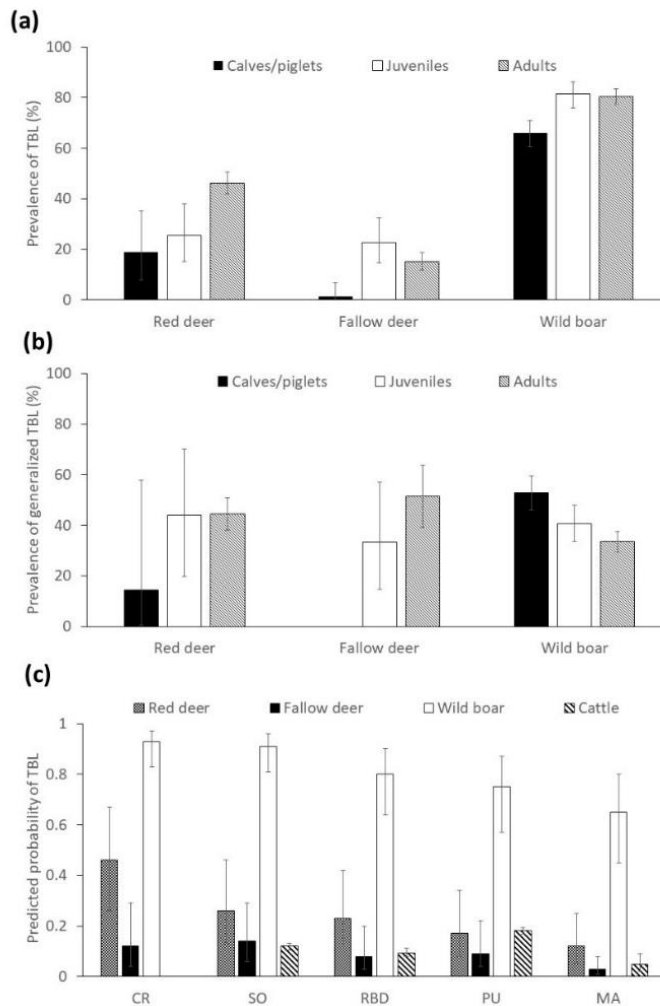 (a)
100
Calves/piglets Juveniles Adults
80
60
40
20
0
Prevalence of TBL (%)
Red deer Fallow deer Wild boar
(b)
100
Calves/piglets Juveniles Adults
80
60
40
20
0
Prevalence of generalized TBL (%)
Red deer Fallow deer Wild boar
(c)
Red deer Fallow deer Wild boar Cattle
1
0.8
0.6
0.4
0.2
0
Predicted probability of TBL
CR SO RBD PU MA